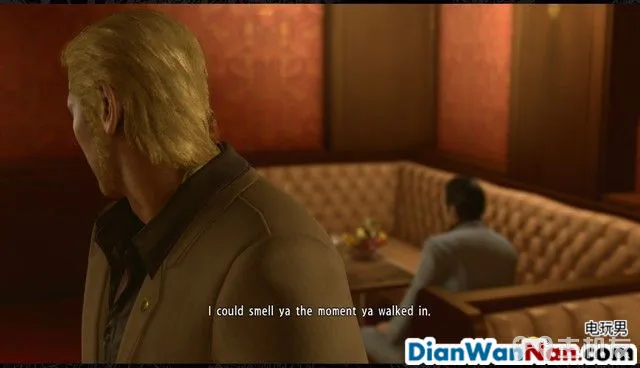 I could smell ya the moment ya walked in.
电玩男
DianWanNan.com